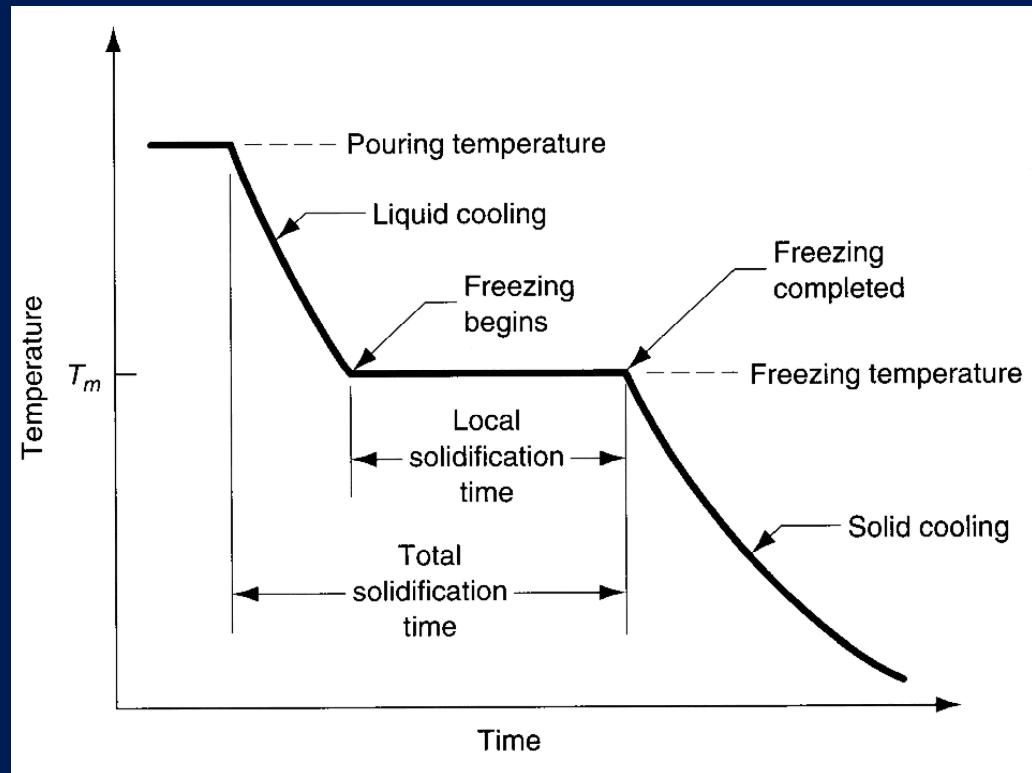 Pouring temperature
Liquid cooling
Freezing
begins
Freezing
completed
Temperature
Tm
Freezing temperature
Local
solidification
time
Solid cooling
Total
solidification
time
Time